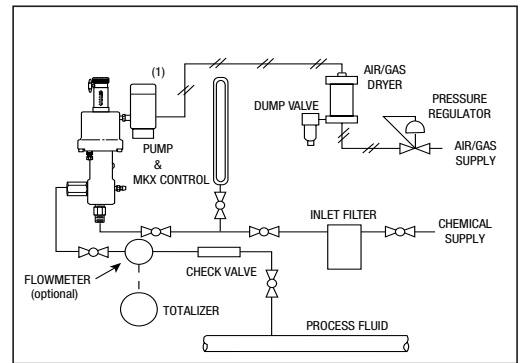 (1)
AIR/GAS
DRYER
DUMP VALVE
PRESSURE
REGULATOR
AIR/GAS
SUPPLY
PUMP
&
MKX CONTROL
INLET FILTER
CHEMICAL
SUPPLY
CHECK VALVE
FLOWMETER
(optional)
TOTALIZER
PROCESS FLUID